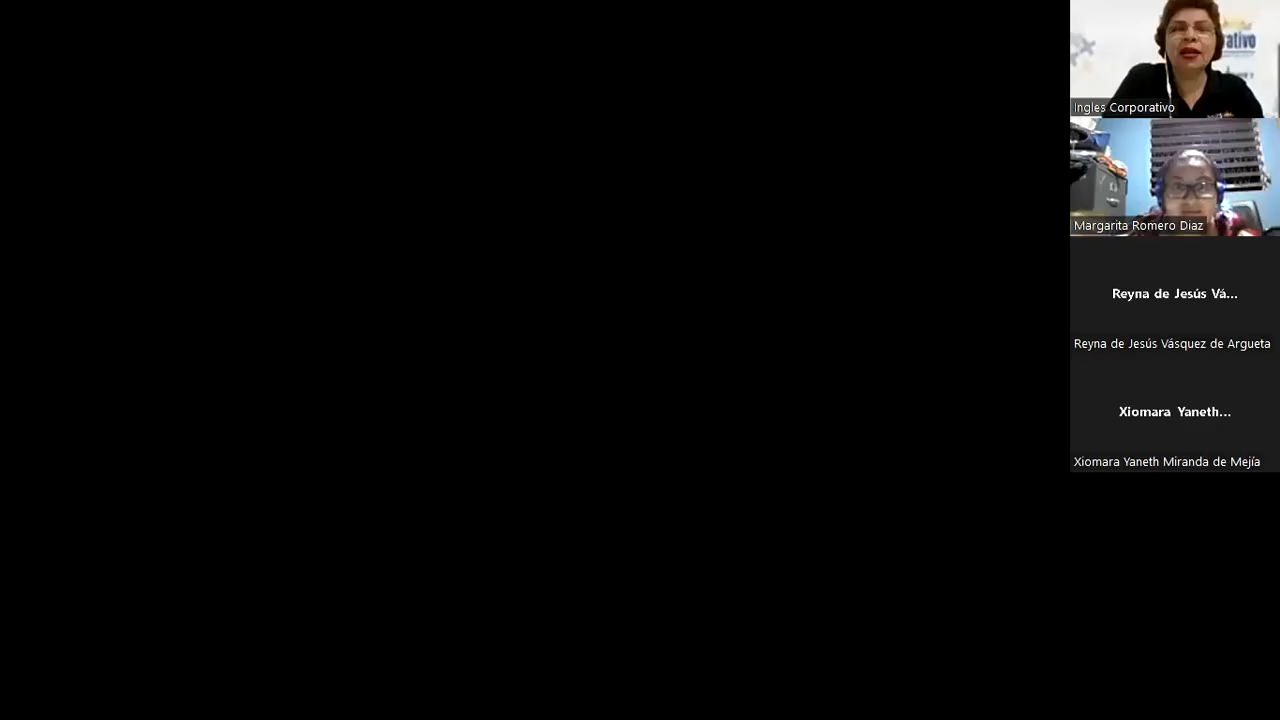 ativo
Ingles Corporativo
Margarita Romero Diaz
Reyna de Jesús Vá...
Reyna de Jesús Vásquez de Argueta
Xiomara Yaneth...
Xiomara Yaneth Miranda de Mejía